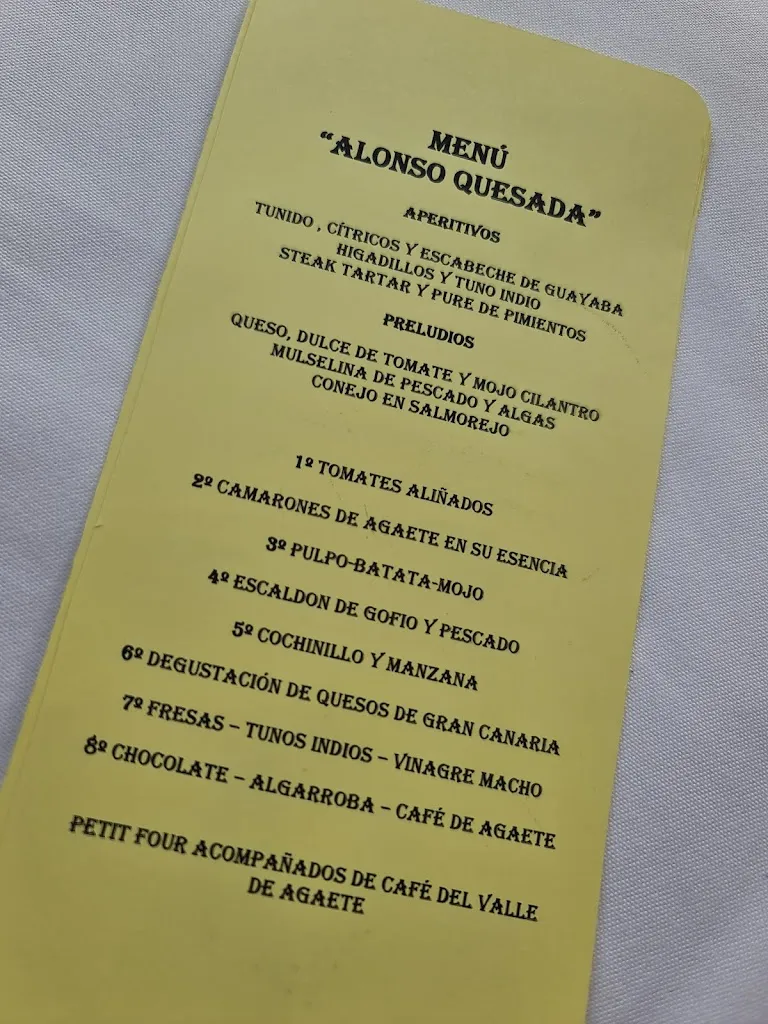 MENÚ
"ALONSO QUESADA"
APERITIVOS
TUNIDO , CÍTRICOS Y ESCABECHE DE GUAYABA
HIGADILLOS Y TUNO INDIO
STEAK TARTAR Y PURE DE PIMIENTOS
PRELUDIOS
QUESO, DULCE DE TOMATE Y MOJO CILANTRO
MULSELINA DE PESCADO Y ALGAS
CONEJO EN SALMOREJO
1º TOMATES ALIÑADOS
2º CAMARONES DE AGAETE EN SU ESENCIA
3º PULPO-BATATA-MOJO
4º ESCALDON DE GOFIO Y PESCADO
5º COCHINILLO Y MANZANA
6º DEGUSTACIÓN DE QUESOS DE GRAN CANARIA
7º FRESAS – TUNOS INDIOS – VINAGRE MACHO
8º CHOCOLATE – ALGARROBA – CAFÉ DE AGAETE
PETIT FOUR ACOMPAÑADOS DE CAFÉ DEL VALLE
DE AGAETE